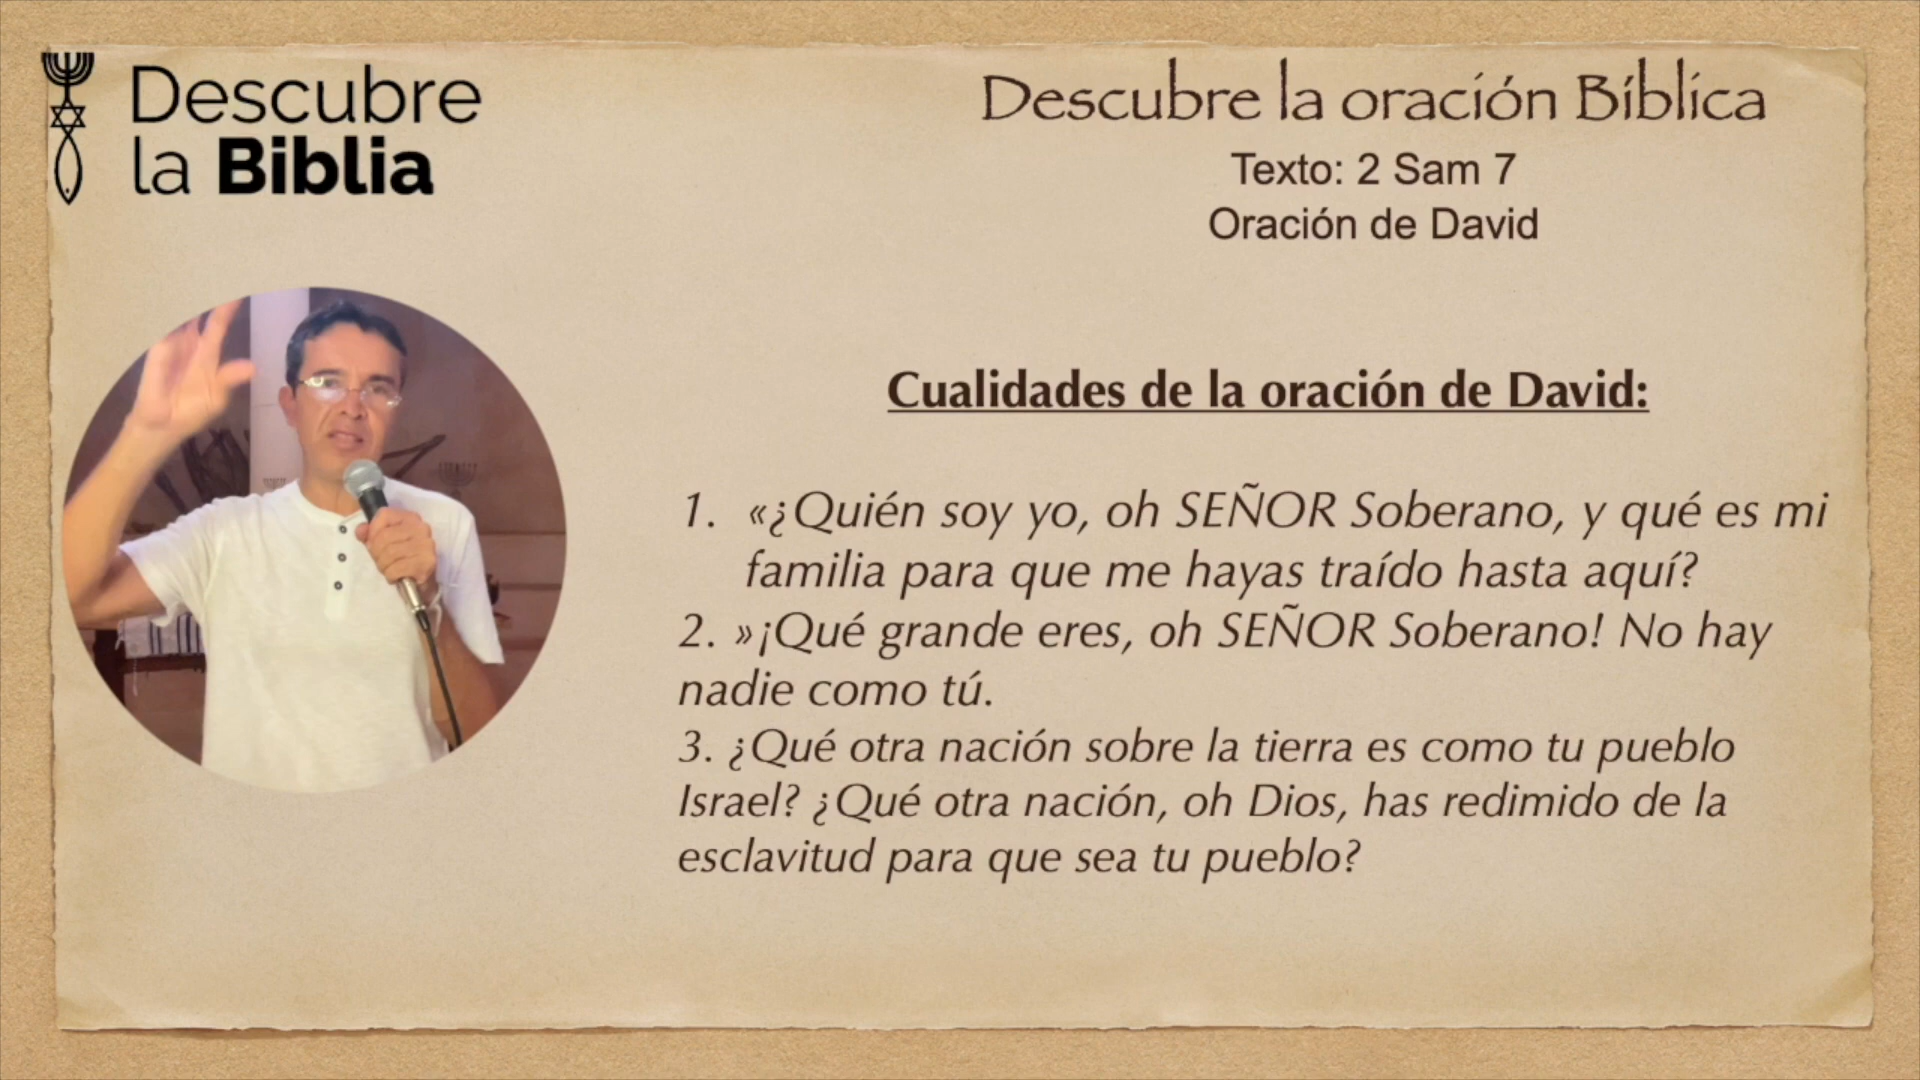 Descubre
la Biblia
Descubre la oración Bíblica
Texto: 2 Sam 7
Oración de David
Cualidades de la oración de David:
1. «¿Quién soy yo, oh SEÑOR Soberano, y qué es mi
familia para que me hayas traído hasta aquí?
2. »¡Qué grande eres, oh SEÑOR Soberano! No hay
nadie como tú.
3. ¿Qué otra nación sobre la tierra es como tu pueblo
Israel? ¿Qué otra nación, oh Dios, has redimido de la
esclavitud para que sea tu pueblo?